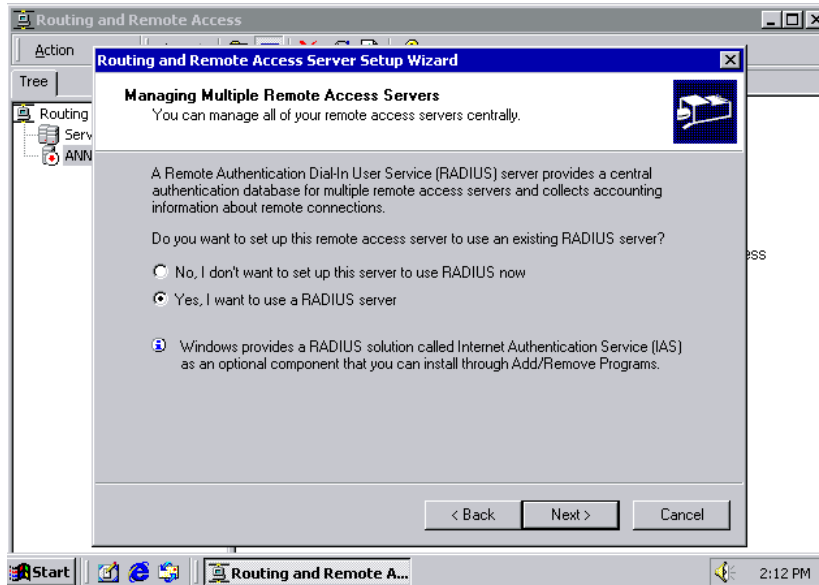 Routing and Remote Access
Action
Tree
Routing
Serv
ANN
Routing and Remote Access Server Setup Wizard
Managing Multiple Remote Access Servers
You can manage all of your remote access servers centrally.
A Remote Authentication Dial-In User Service (RADIUS) server provides a central
authentication database for multiple remote access servers and collects accounting
information about remote connections.
Do you want to set up this remote access server to use an existing RADIUS server?
No, I don't want to set up this server to use RADIUS now
Yes, I want to use a RADIUS server
Windows provides a RADIUS solution called Internet Authentication Service (IAS)
as an optional component that you can install through Add/Remove Programs.
ess
< Back Next > Cancel
Start Routing and Remote A... 2:12 PM